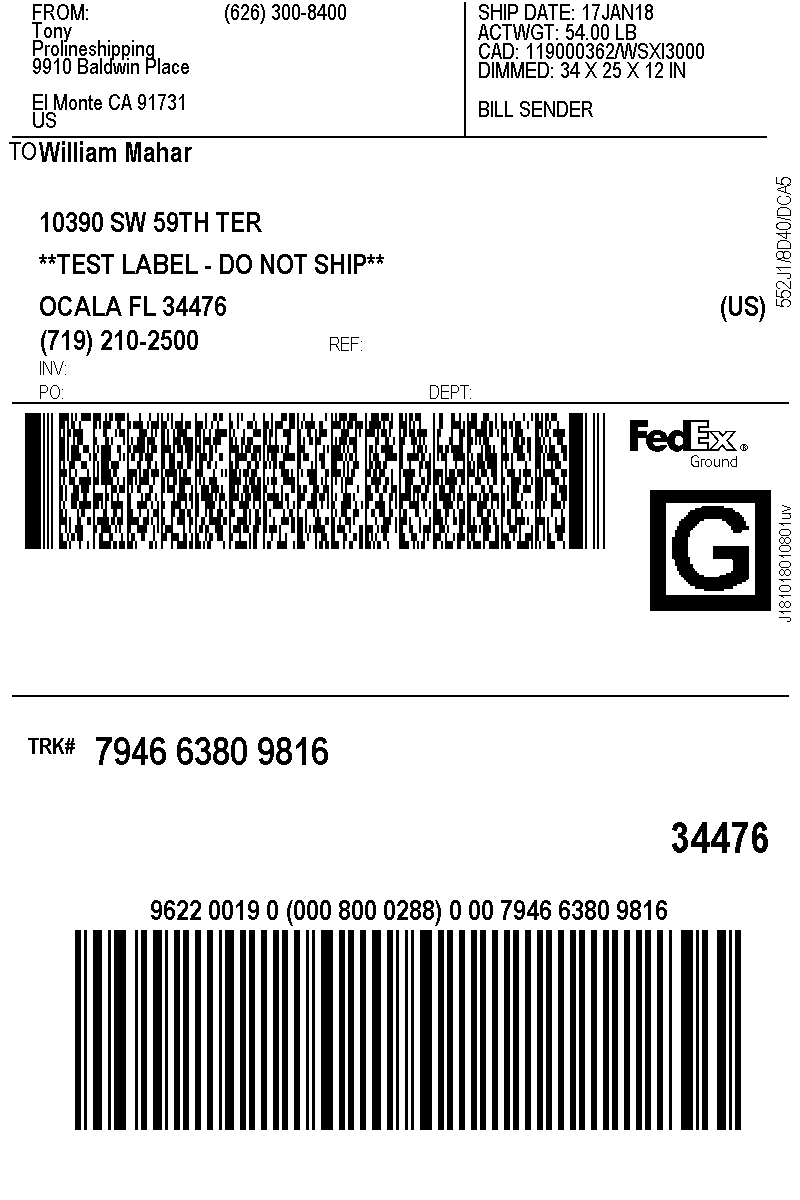 FROM: (626) 300-8400
Tony
Prolineshipping
9910 Baldwin Place
El Monte CA 91731
US
SHIP DATE: 17JAN18
ACTWGT: 54.00 LB
CAD: 119000362/WSXI3000
DIMMED: 34 X 25 X 12 IN
BILL SENDER
TO William Mahar
10390 SW 59TH TER
**TEST LABEL - DO NOT SHIP**
OCALA FL 34476 (US)
(719) 210-2500 REF:
INV:
PO: DEPT:
552J1/8D40/DCA5
FedEx®
Ground
G
J181018010801uv
TRK# 7946 6380 9816
34476
9622 0019 0 (000 800 0288) 0 00 7946 6380 9816